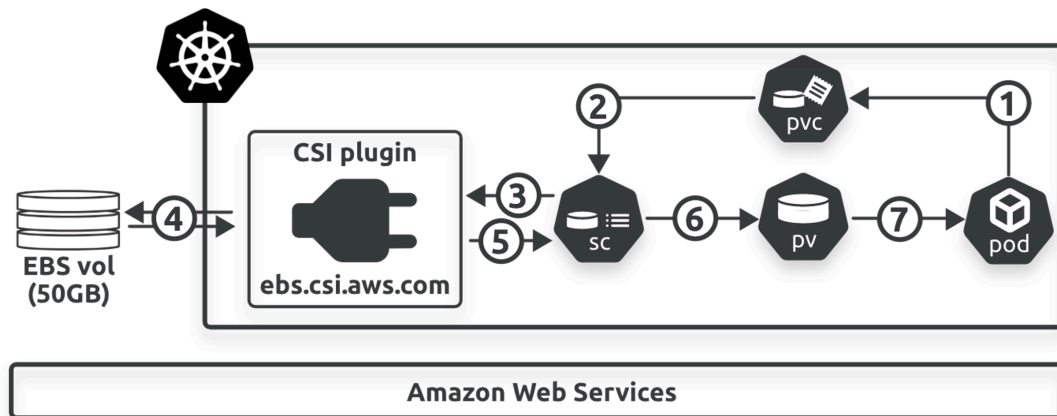 1
pvc
2
CSI plugin
3
sc
6
pv
7
pod
4
5
EBS vol
(50GB)
ebs.csi.aws.com
Amazon Web Services